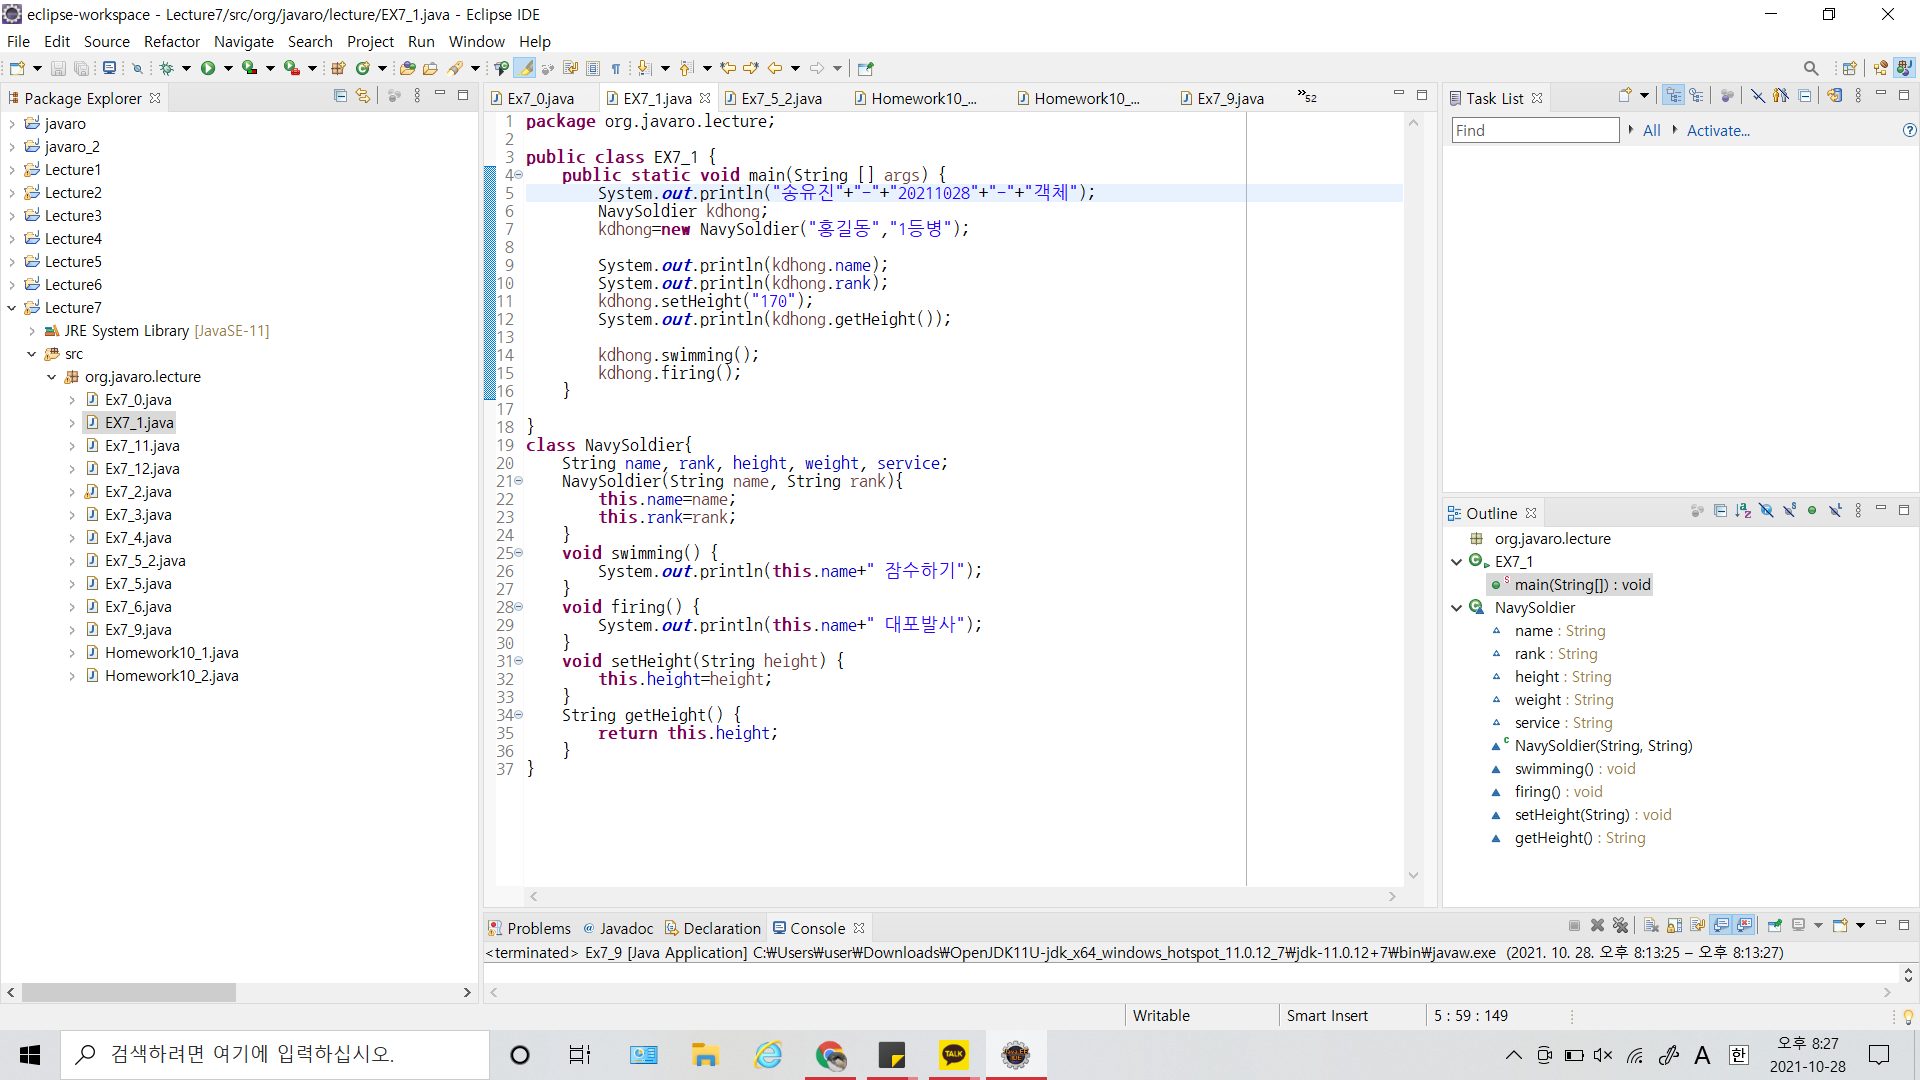 eclipse-workspace - Lecture7/src/org/javaro/lecture/EX7_1.java - Eclipse IDE
File Edit Source Refactor Navigate Search Project Run Window Help
Package Explorer
javaro
javaro_2
Lecture1
Lecture2
Lecture3
Lecture4
Lecture5
Lecture6
Lecture7
JRE System Library [JavaSE-11]
src
org.javaro.lecture
Ex7_0.java
EX7_1.java
Ex7_11.java
Ex7_12.java
Ex7_2.java
Ex7_3.java
Ex7_4.java
Ex7_5_2.java
Ex7_5.java
Ex7_6.java
Ex7_9.java
Homework10_1.java
Homework10_2.java
Ex7_0.java EX7_1.java Ex7_5_2.java Homework10_... Homework10_... Ex7_9.java »52
1 package org.javaro.lecture;
2
3 public class EX7_1 {
4 public static void main(String [] args) {
5 System.out.println("송유진"+"-"+"20211028"+"-"+"객체");
6 NavySoldier kdhong;
7 kdhong=new NavySoldier("홍길동","1등병");
8
9 System.out.println(kdhong.name);
10 System.out.println(kdhong.rank);
11 kdhong.setHeight("170");
12 System.out.println(kdhong.getHeight());
13
14 kdhong.swimming();
15 kdhong.firing();
16 }
17
18 }
19 class NavySoldier{
20 String name, rank, height, weight, service;
21 NavySoldier(String name, String rank){
22 this.name=name;
23 this.rank=rank;
24 }
25 void swimming() {
26 System.out.println(this.name+" 잠수하기");
27 }
28 void firing() {
29 System.out.println(this.name+" 대포발사");
30 }
31 void setHeight(String height) {
32 this.height=height;
33 }
34 String getHeight() {
35 return this.height;
36 }
37 }
Task List
Find All Activate...
Outline
org.javaro.lecture
EX7_1
main(String[]) : void
NavySoldier
name : String
rank : String
height : String
weight : String
service : String
NavySoldier(String, String)
swimming() : void
firing() : void
setHeight(String) : void
getHeight() : String
Problems Javadoc Declaration Console
<terminated> Ex7_9 [Java Application] C:₩Users₩user₩Downloads₩OpenJDK11U-jdk_x64_windows_hotspot_11.0.12_7₩jdk-11.0.12+7₩bin₩javaw.exe (2021. 10. 28. 오후 8:13:25 – 오후 8:13:27)
Writable Smart Insert 5 : 59 : 149
검색하려면 여기에 입력하십시오.
TALK
A 한
오후 8:27
2021-10-28